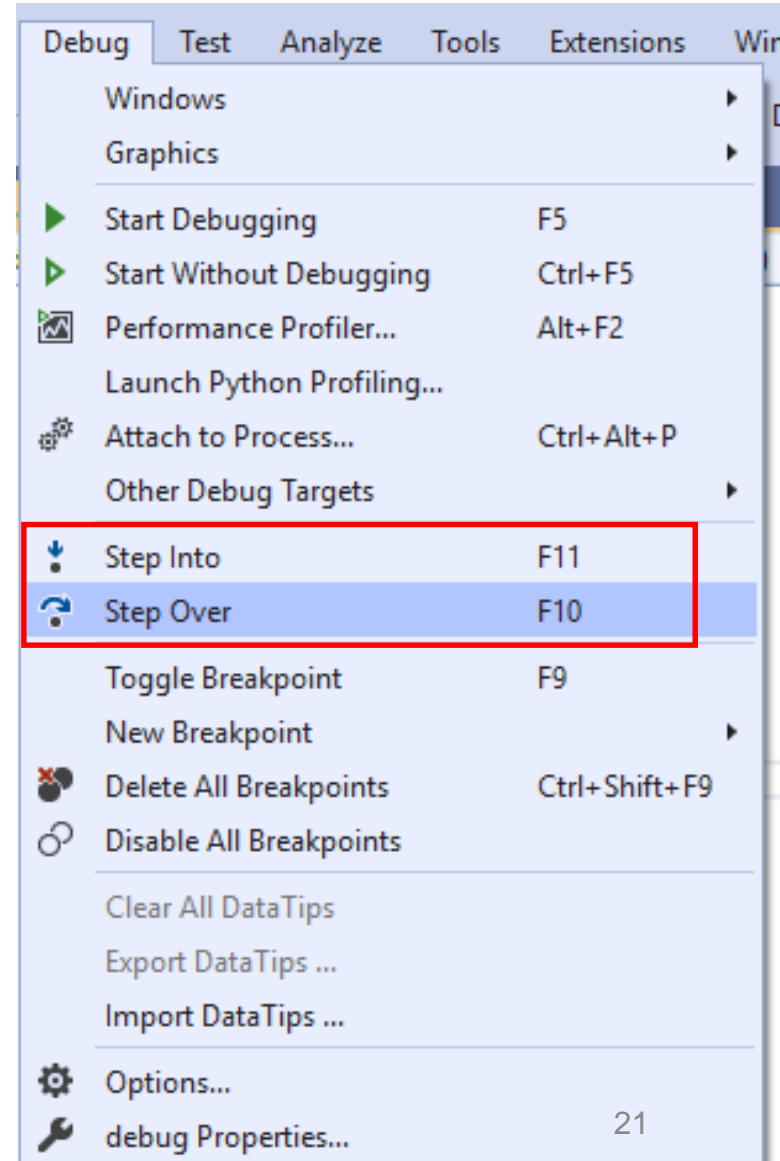 Debug Test Analyze Tools Extensions
Windows
Graphics
Start Debugging F5
Start Without Debugging Ctrl+F5
Performance Profiler... Alt+F2
Launch Python Profiling...
Attach to Process... Ctrl+Alt+P
Other Debug Targets
Step Into F11
Step Over F10
Toggle Breakpoint F9
New Breakpoint
Delete All Breakpoints Ctrl+Shift+F9
Disable All Breakpoints
Clear All DataTips
Export DataTips ...
Import DataTips ...
Options...
debug Properties... 21